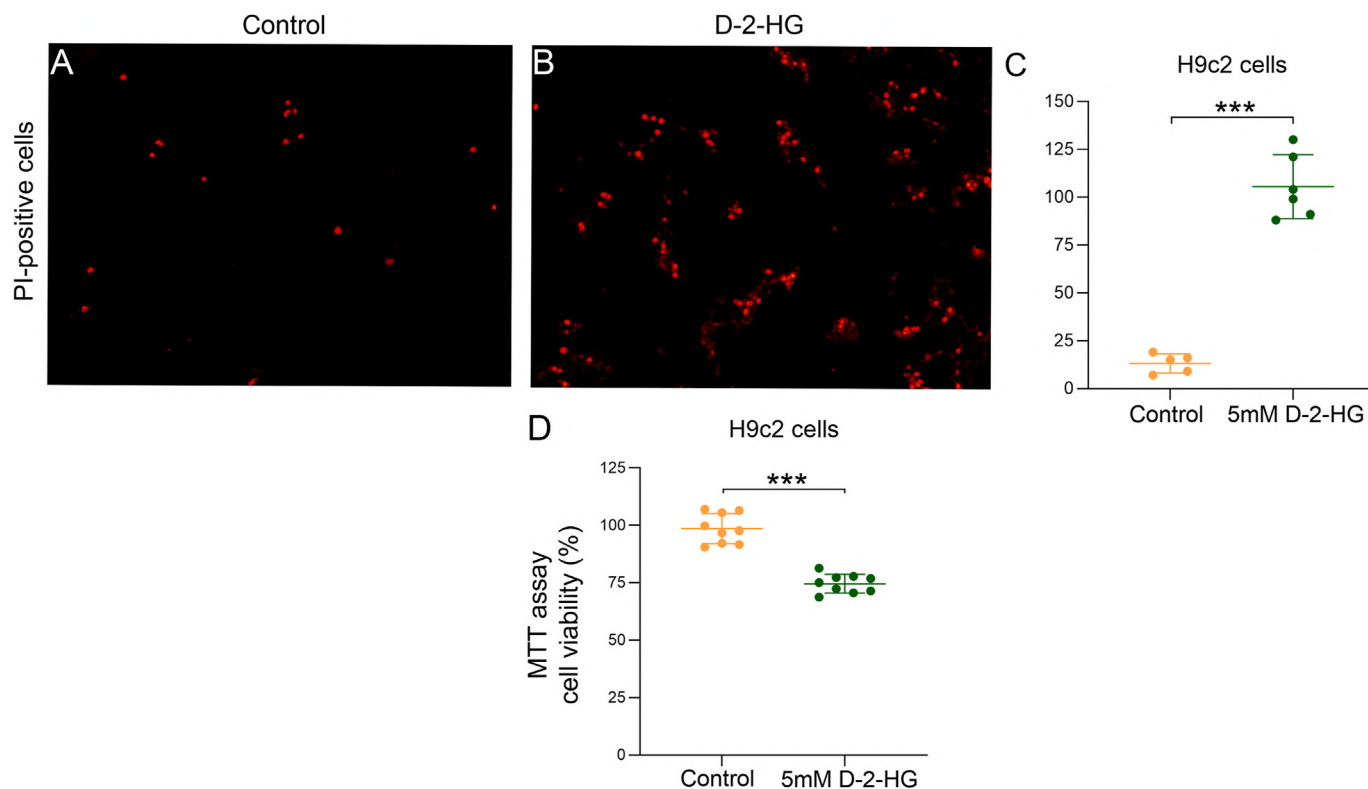 Control
D-2-HG
A
B
PI-positive cells
C
H9c2 cells
***
150
125
100
75
50
25
0
Control
5mM D-2-HG
D
H9c2 cells
***
125
100
75
50
25
0
MTT assay
cell viability (%)
Control
5mM D-2-HG